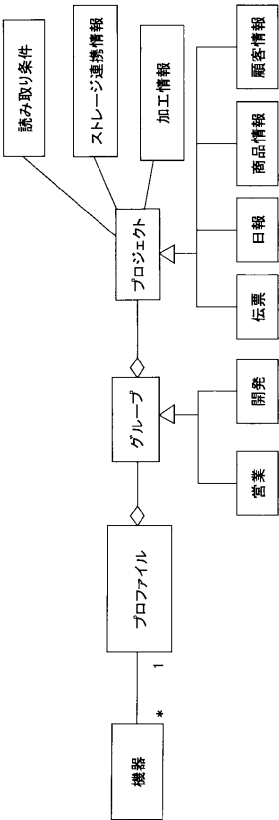 機器
*
1
プロファイル
グループ
営業
開発
プロジェクト
読み取り条件
ストレージ連携情報
加工情報
伝票
日報
商品情報
顧客情報